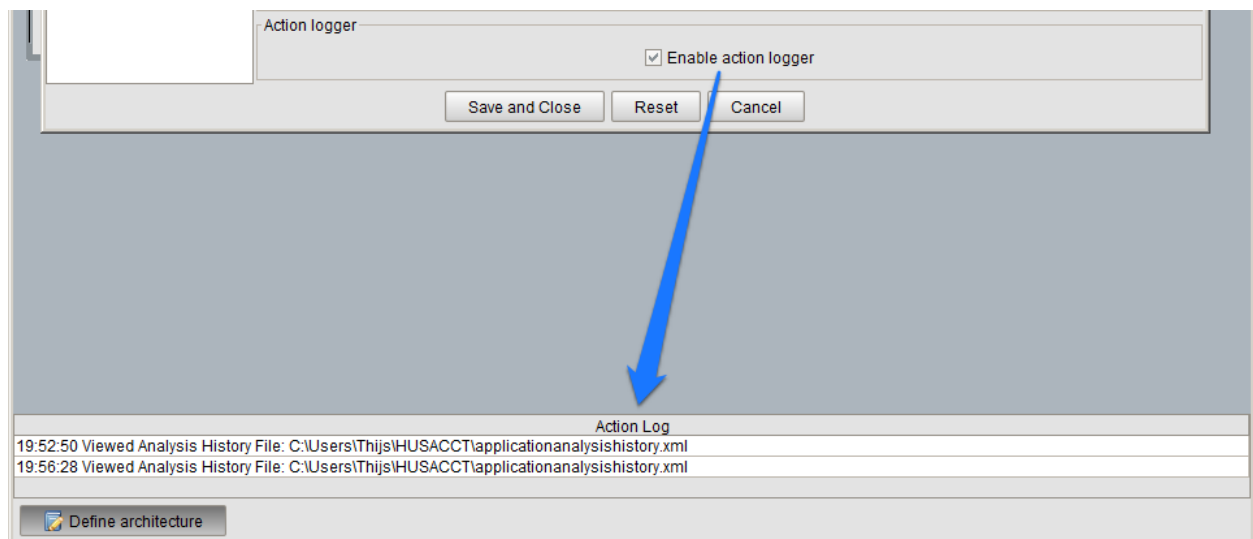 Action logger
Enable action logger
Save and Close Reset Cancel
Action Log
19:52:50 Viewed Analysis History File: C:\Users\Thijs\HUSACCT\applicationanalysishistory.xml
19:56:28 Viewed Analysis History File: C:\Users\Thijs\HUSACCT\applicationanalysishistory.xml
Define architecture